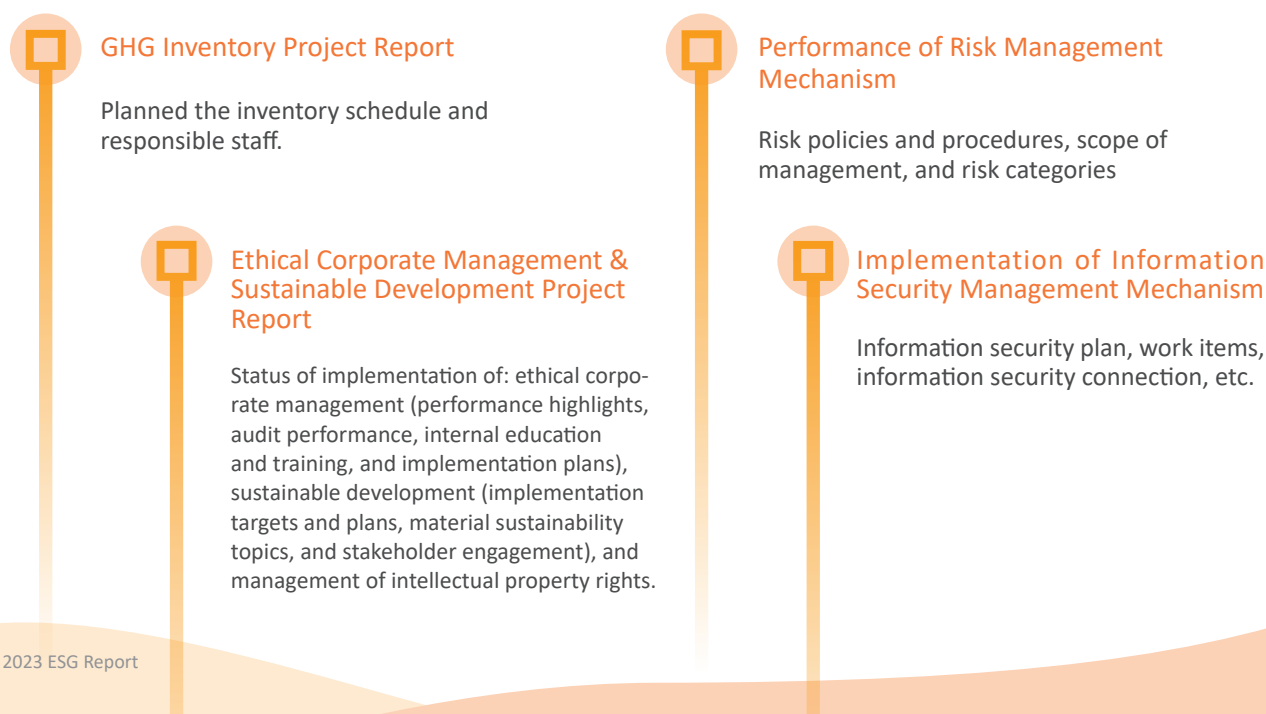 GHG Inventory Project Report
Planned the inventory schedule and
responsible staff.
Ethical Corporate Management &
Sustainable Development Project
Report
Status of implementation of: ethical corpo-
rate management (performance highlights,
audit performance, internal education
and training, and implementation plans),
sustainable development (implementation
targets and plans, material sustainability
topics, and stakeholder engagement), and
management of intellectual property rights.
Performance of Risk Management
Mechanism
Risk policies and procedures, scope of
management, and risk categories
Implementation of Information
Security Management Mechanism
Information security plan, work items,
information security connection, etc.
2023 ESG Report